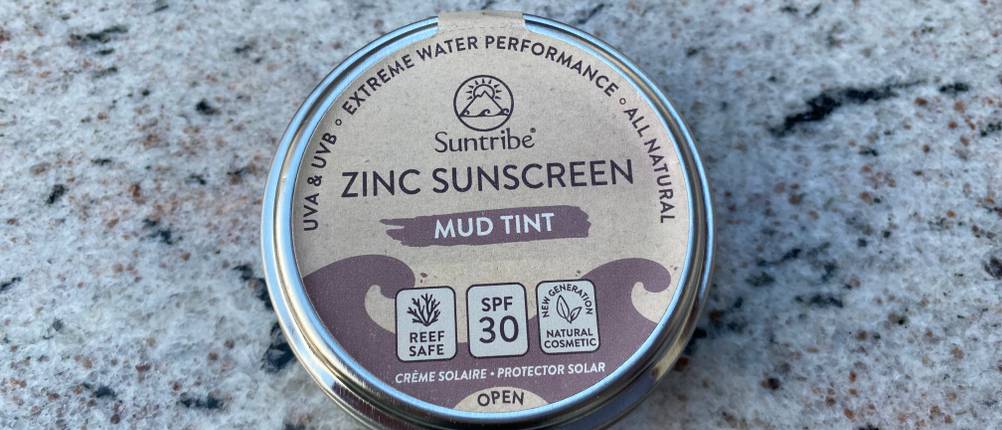 UVA & UVB ∘ EXTREME WATER PERFORMANCE ∘ ALL NATURAL
Suntribe®
ZINC SUNSCREEN
MUD TINT
REEF
SAFE
SPF
30
NEW GENERATION
NATURAL
COSMETIC
CRÈME SOLAIRE • PROTECTOR SOLAR
OPEN